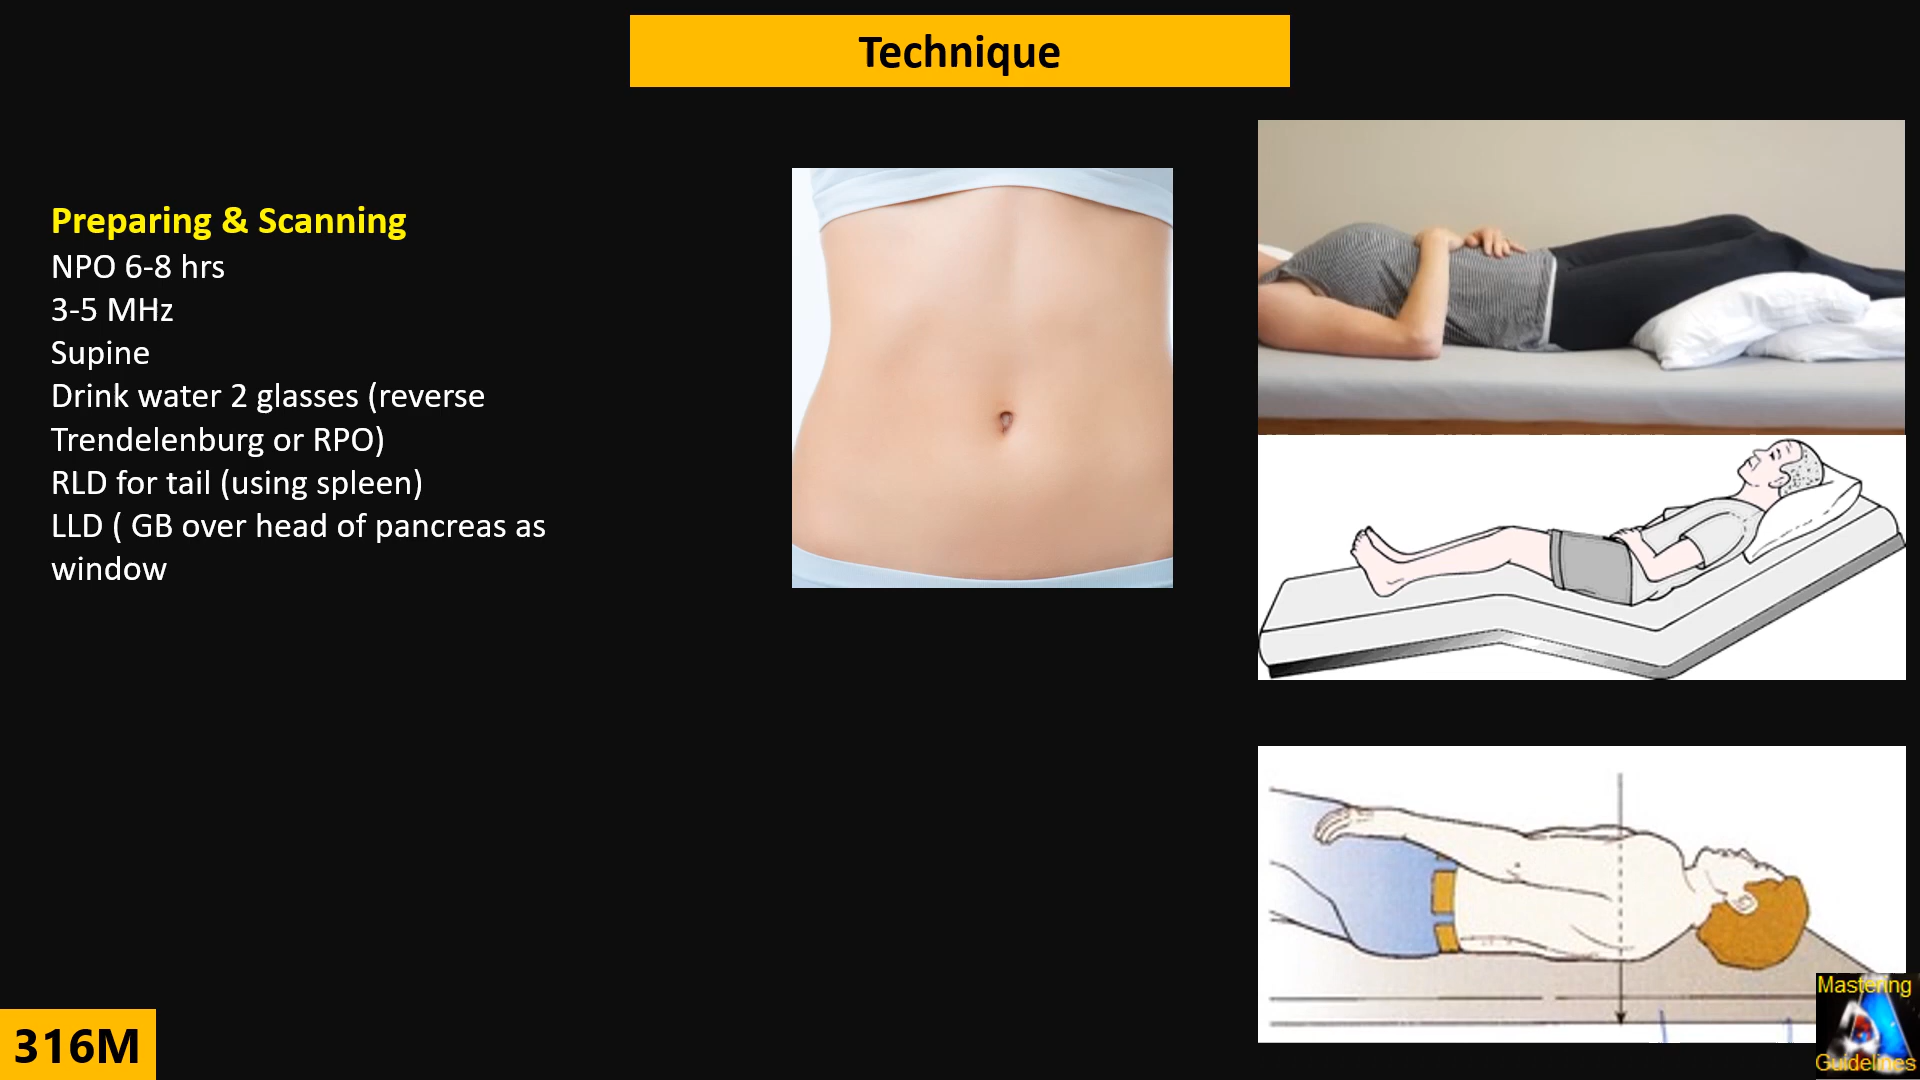 Technique
Preparing & Scanning
NPO 6-8 hrs
3-5 MHz
Supine
Drink water 2 glasses (reverse
Trendelenburg or RPO)
RLD for tail (using spleen)
LLD ( GB over head of pancreas as
window
316M
Mastering
Guidelines